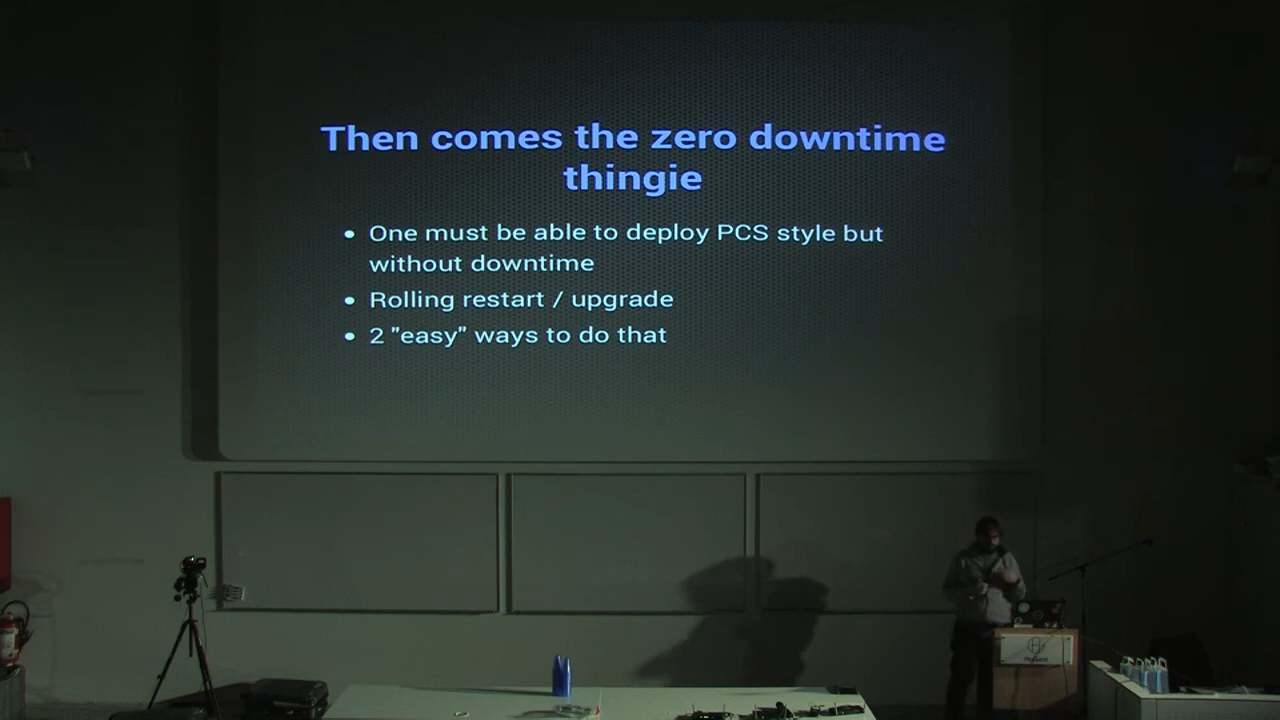 Then comes the zero downtime
thingie
• One must be able to deploy PCS style but
without downtime
• Rolling restart / upgrade
• 2 "easy" ways to do that